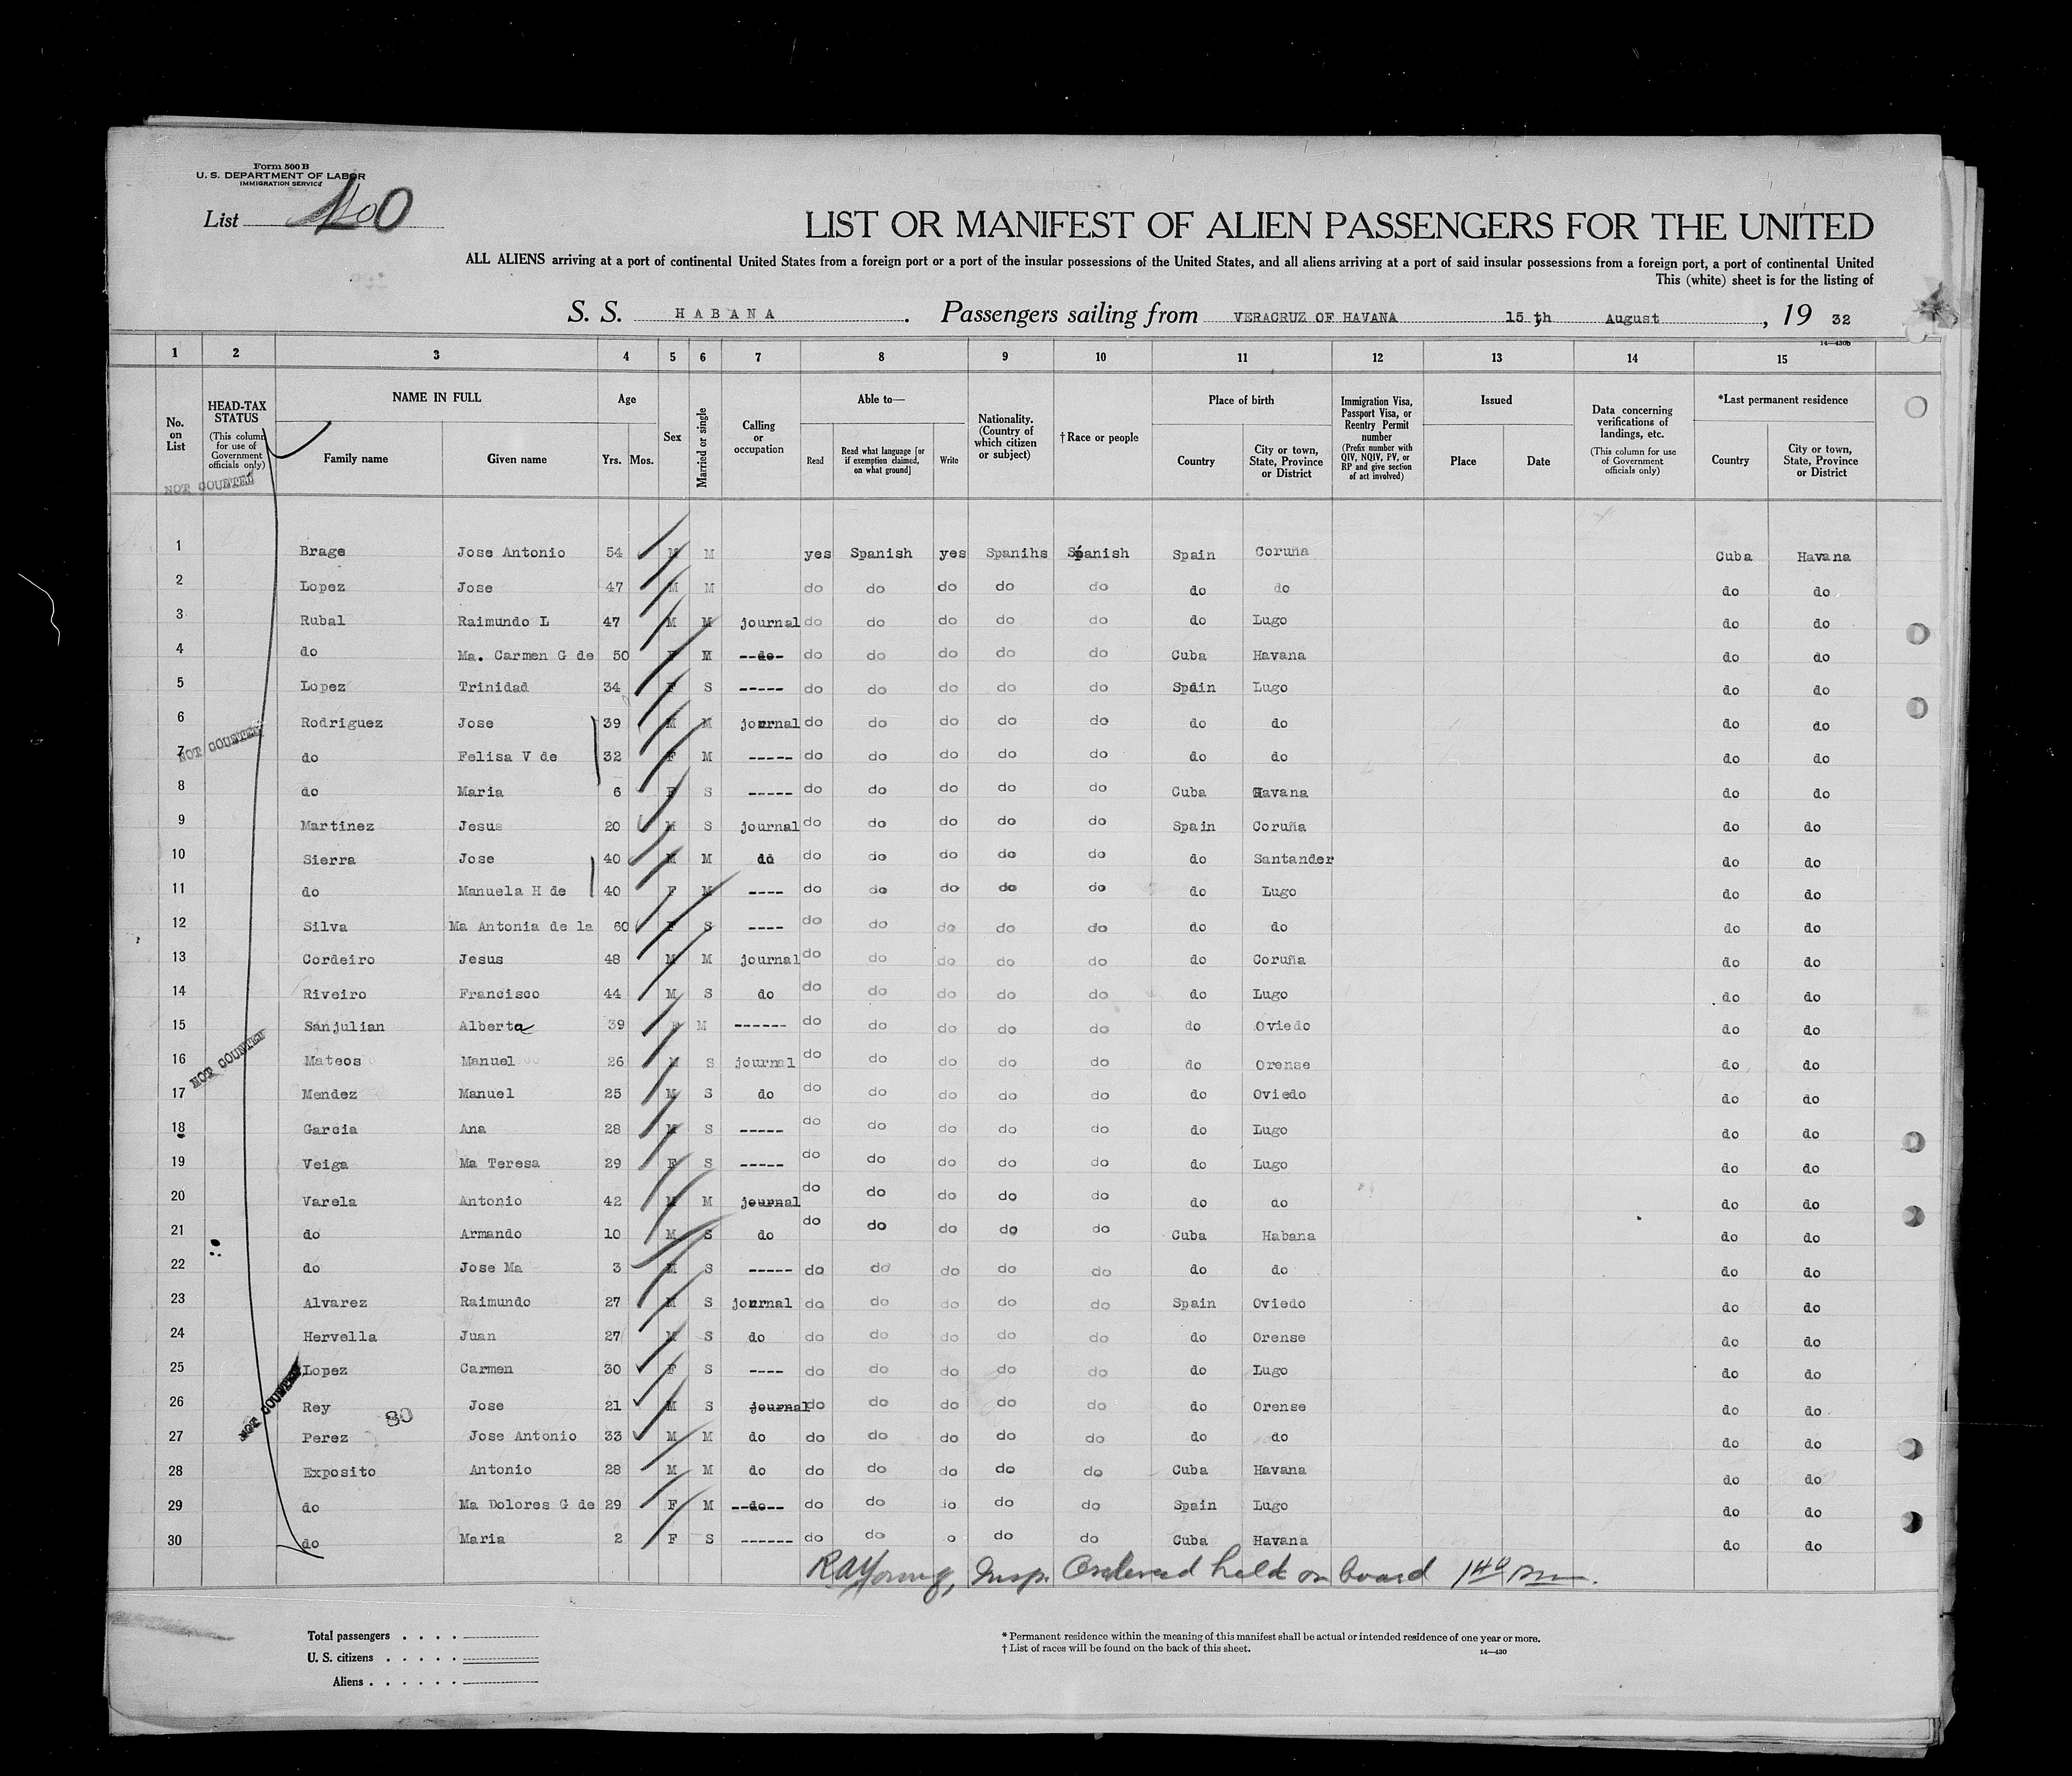 Form 500 B
U. S. DEPARTMENT OF LABOR
IMMIGRATION SERVICE
List
LIST OR MANIFEST OF ALIEN PASSENGERS FOR THE UNITED
ALL ALIENS arriving at a port of continental United States from a foreign port or a port of the insular possessions of the United States, and all aliens arriving at a port of said insular possessions from a foreign port, a port of continental United
This (white) sheet is for the listing of
S. S. HABANA . Passengers sailing from VERACRUZ OF HAVANA 15 th August , 19 32
14—430b
1 2 3 4 5 6 7 8 9 10 11 12 13 14 15
No. on List
HEAD-TAX STATUS (This column for use of Government officials only)
NAME IN FULL Family name Given name
Age Yrs. Mos.
Sex
Married or single
Calling or occupation
Able to— Read Read what language [or if exemption claimed, on what ground] Write
Nationality. (Country of which citizen or subject)
† Race or people
Place of birth Country City or town, State, Province or District
Immigration Visa, Passport Visa, or Reentry Permit number (Prefix number with QIV, NQIV, PV, or RP and give section of act involved)
Issued Place Date
Data concerning verifications of landings, etc. (This column for use of Government officials only)
*Last permanent residence Country City or town, State, Province or District
NOT COUNTED
1 Brage Jose Antonio 54 M M yes Spanish yes Spanihs Spanish Spain Coruña Cuba Havana
2 Lopez Jose 47 M M do do do do do do do do do
3 Rubal Raimundo L 47 M M journal do do do do do do Lugo do do
4 do Ma. Carmen G de 50 F M --do-- do do do do do Cuba Havana do do
5 Lopez Trinidad 34 F S ----- do do do do do Spain Lugo do do
6 Rodriguez Jose 39 M M journal do do do do do do do do do
NOT COUNTED
7 do Felisa V de 32 F M ----- do do do do do do do do do
8 do Maria 6 F S ----- do do do do do Cuba Havana do do
9 Martinez Jesus 20 M S journal do do do do do Spain Coruña do do
10 Sierra Jose 40 M M do do do do do do do Santander do do
11 do Manuela H de 40 F M ---- do do do do do do Lugo do do
12 Silva Ma Antonia de la 60 F S ---- do do do do do do do do do
13 Cordeiro Jesus 48 M M journal do do do do do do Coruña do do
14 Riveiro Francisco 44 M S do do do do do do do Lugo do do
15 Sanjulian Alberta 39 F M ------ do do do do do do Oviedo do do
NOT COUNTED
16 Mateos Manuel 26 M S journal do do do do do do Orense do do
17 Mendez Manuel 25 M S do do do do do do do Oviedo do do
18 Garcia Ana 28 M S ----- do do do do do do Lugo do do
19 Veiga Ma Teresa 29 F S ----- do do do do do do Lugo do do
20 Varela Antonio 42 M M journal do do do do do do do do do
21 do Armando 10 M S do do do do do do Cuba Habana do do
22 do Jose Ma 3 M S ----- do do do do do do do do do
23 Alvarez Raimundo 27 M S journal do do do do do Spain Oviedo do do
24 Hervella Juan 27 M S do do do do do do do Orense do do
25 Lopez Carmen 30 F S ---- do do do do do do Lugo do do
NOT COUNTED
26 Rey Jose 21 M S journal do do do do do do Orense do do
80
27 Perez Jose Antonio 33 M M do do do do do do do do do do
28 Exposito Antonio 28 M M do do do do do do Cuba Havana do do
29 do Ma Dolores G de 29 F M --do-- do do do do do Spain Lugo do do
30 do Maria 2 F S ------ do do o do do Cuba Havana do do
RA Young, Insp. Ordered held on board
Total passengers . . . .
U. S. citizens . . . . .
Aliens . . . . . .
* Permanent residence within the meaning of this manifest shall be actual or intended residence of one year or more.
† List of races will be found on the back of this sheet.
14—430